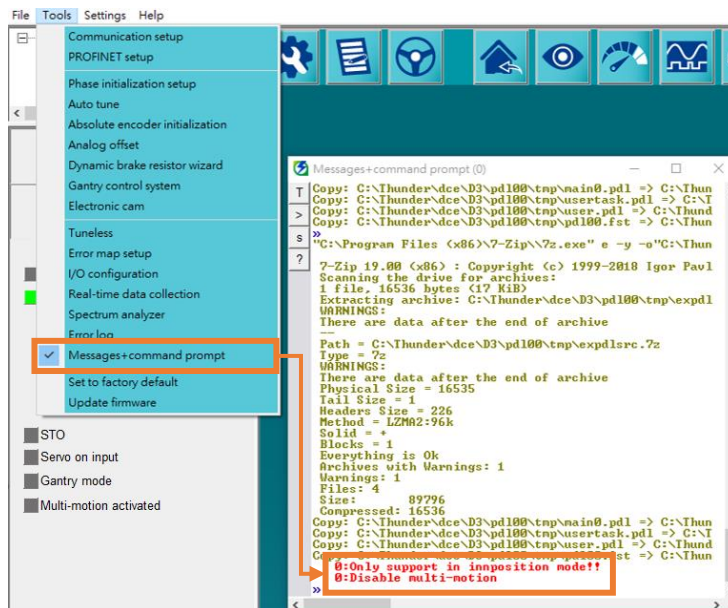 File Tools Settings Help
Communication setup
PROFINET setup
Phase initialization setup
Auto tune
Absolute encoder initialization
Analog offset
Dynamic brake resistor wizard
Gantry control system
Electronic cam
Tuneless
Error map setup
I/O configuration
Real-time data collection
Spectrum analyzer
Error log
Messages+command prompt
Set to factory default
Update firmware
STO
Servo on input
Gantry mode
Multi-motion activated
Messages+command prompt (0)
T
>
s
?
Copy: C:\Thunder\dce\D3\pdl00\tmp\main0.pdl => C:\Thun
Copy: C:\Thunder\dce\D3\pdl00\tmp\usertask.pdl => C:\T
Copy: C:\Thunder\dce\D3\pdl00\tmp\user.pdl => C:\Thund
Copy: C:\Thunder\dce\D3\pdl00\tmp\pdl00.fst => C:\Thun
»
"C:\Program Files (x86)\7-Zip\\7z.exe" e -y -o"C:\Thun
7-Zip 19.00 (x86) : Copyright (c) 1999-2018 Igor Pavl
Scanning the drive for archives:
1 file, 16536 bytes (17 KiB)
Extracting archive: C:\Thunder\dce\D3\pdl00\tmp\expdl
WARNINGS:
There are data after the end of archive
--
Path = C:\Thunder\dce\D3\pdl00\tmp\expdlsrc.7z
Type = 7z
WARNINGS:
There are data after the end of archive
Physical Size = 16535
Tail Size = 1
Headers Size = 226
Method = LZMA2:96k
Solid = +
Blocks = 1
Everything is Ok
Archives with Warnings: 1
Warnings: 1
Files: 4
Size: 89796
Compressed: 16536
Copy: C:\Thunder\dce\D3\pdl00\tmp\main0.pdl => C:\Thun
Copy: C:\Thunder\dce\D3\pdl00\tmp\usertask.pdl => C:\T
Copy: C:\Thunder\dce\D3\pdl00\tmp\user.pdl => C:\Thund
Copy: C:\Thunder\dce\D3\pdl00\tmp\pdl00.fst => C:\Thun
0:Only support in innposition mode!!
0:Disable multi-motion
»